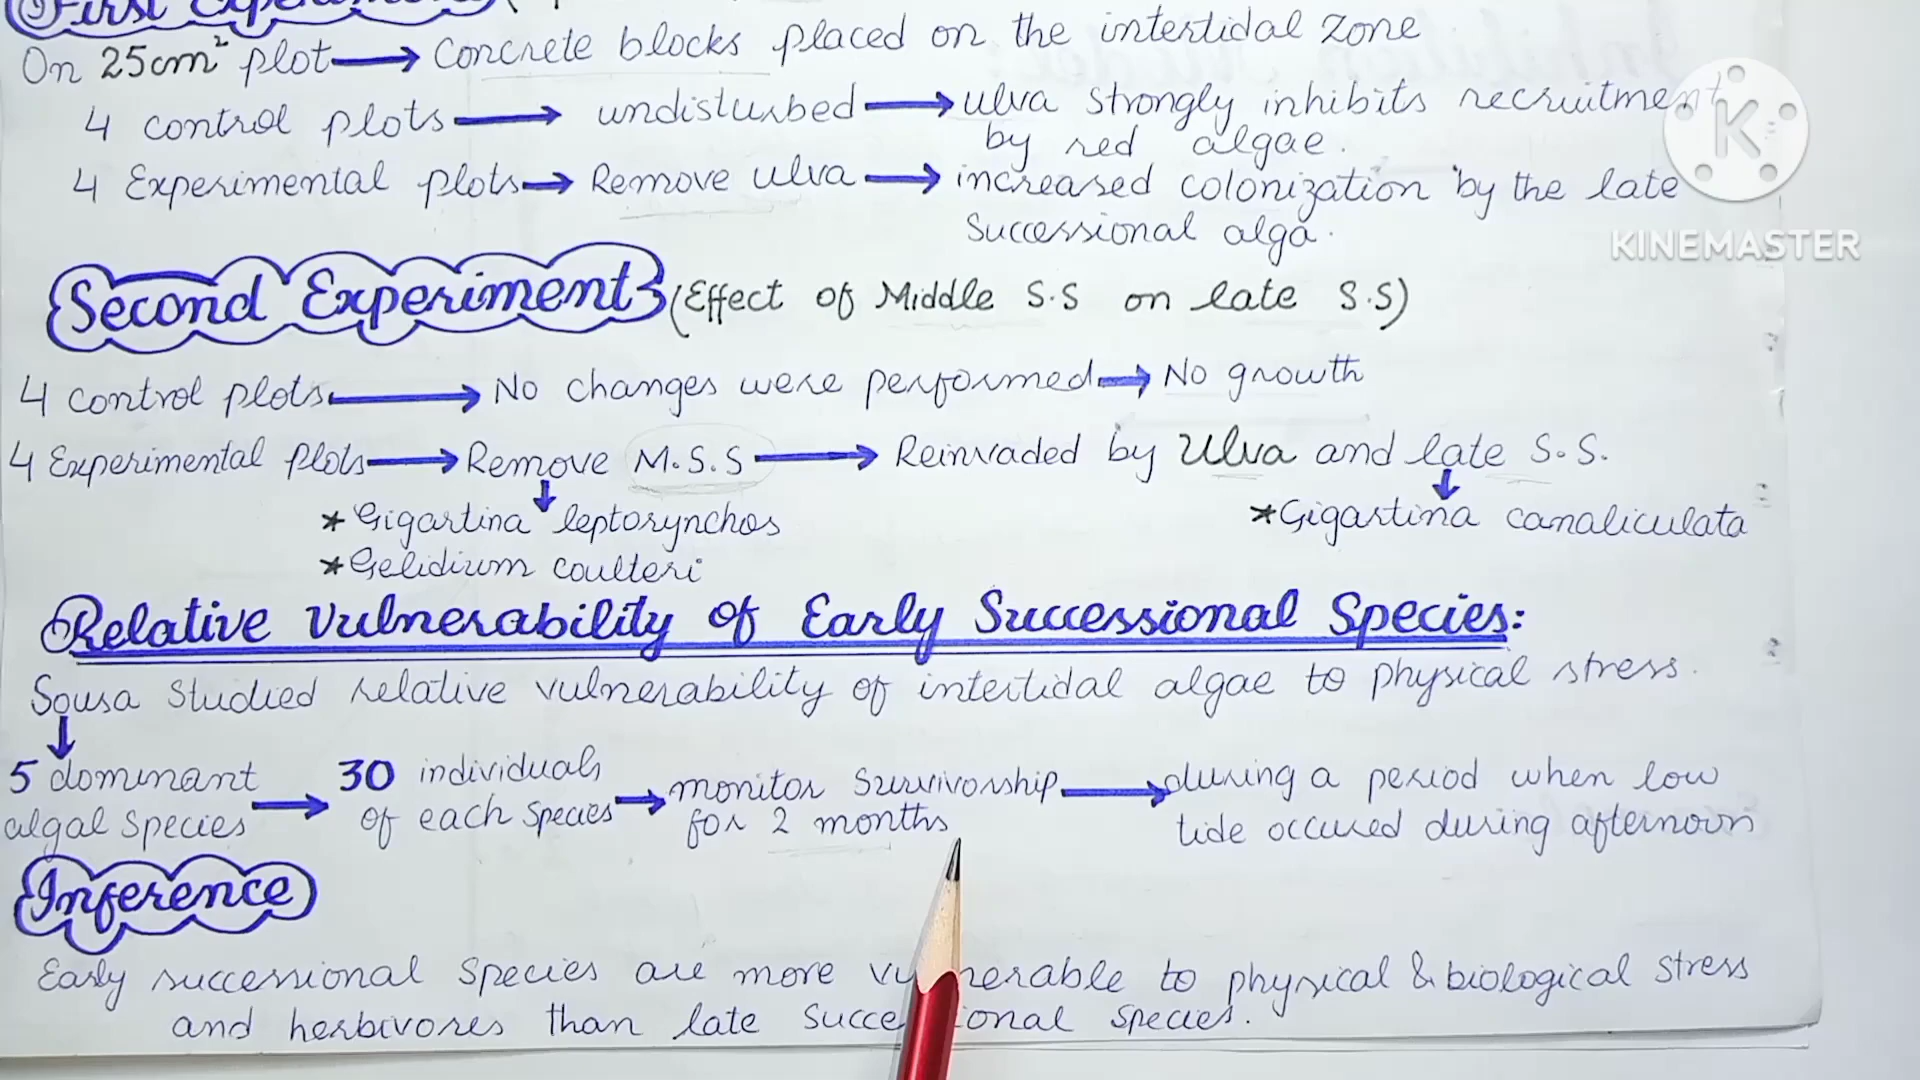 First Experiment
On 25cm² plot → Concrete blocks placed on the intertidal zone
4 control plots → undisturbed → ulva strongly inhibits recruitment
by red algae.
4 Experimental plots → Remove ulva → increased colonization by the late
successional alga.
Second Experiment (Effect of Middle S.S on late S.S)
4 control plots → No changes were performed → No growth
4 Experimental plots → Remove M.S.S → Reinvaded by Ulva and late S.S.
* Gigartina leptorynchos
* Gigartina canaliculata
* Gelidium coulteri
Relative Vulnerability of Early Successional Species:
Sousa studied relative vulnerability of intertidal algae to physical stress.
5 dominant algal species → 30 individuals of each species → monitor survivorship for 2 months → during a period when low tide occured during afternoon
Inference
Early successional species are more vulnerable to physical & biological stress
and herbivores than late successional species.
K
KINEMASTER